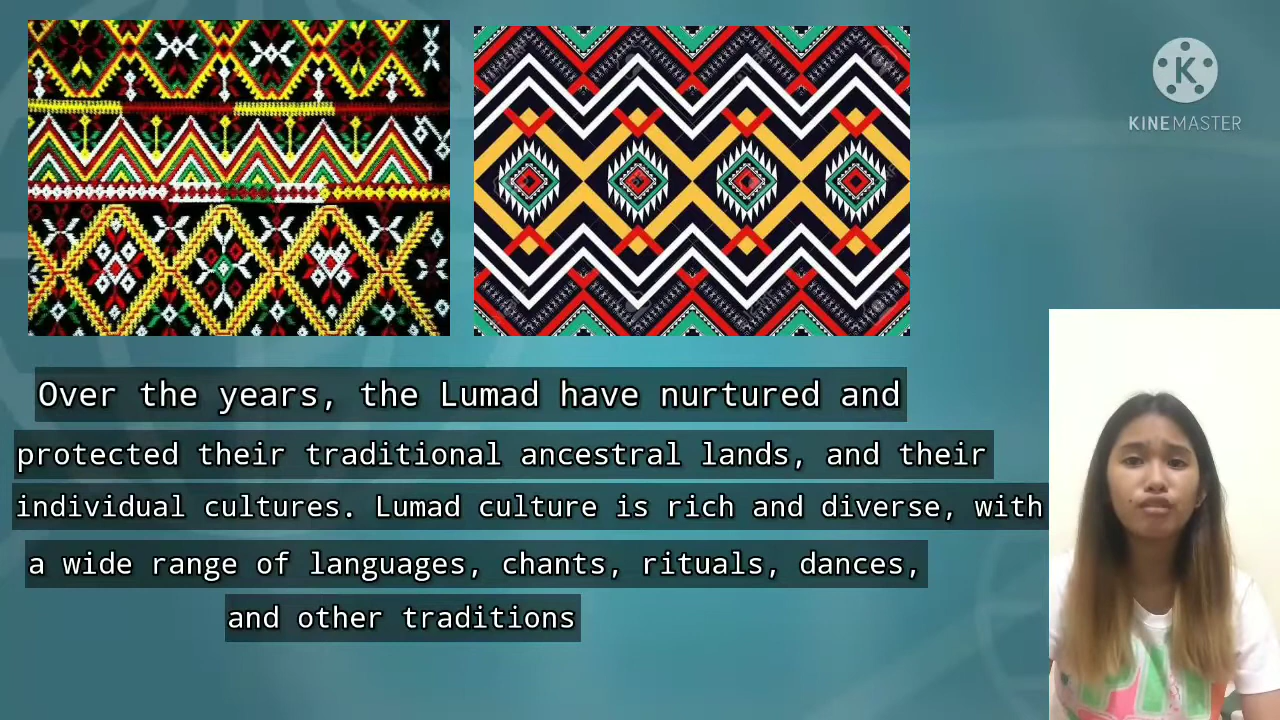 K
KINEMASTER
Over the years, the Lumad have nurtured and
protected their traditional ancestral lands, and their
individual cultures. Lumad culture is rich and diverse, with
a wide range of languages, chants, rituals, dances,
and other traditions